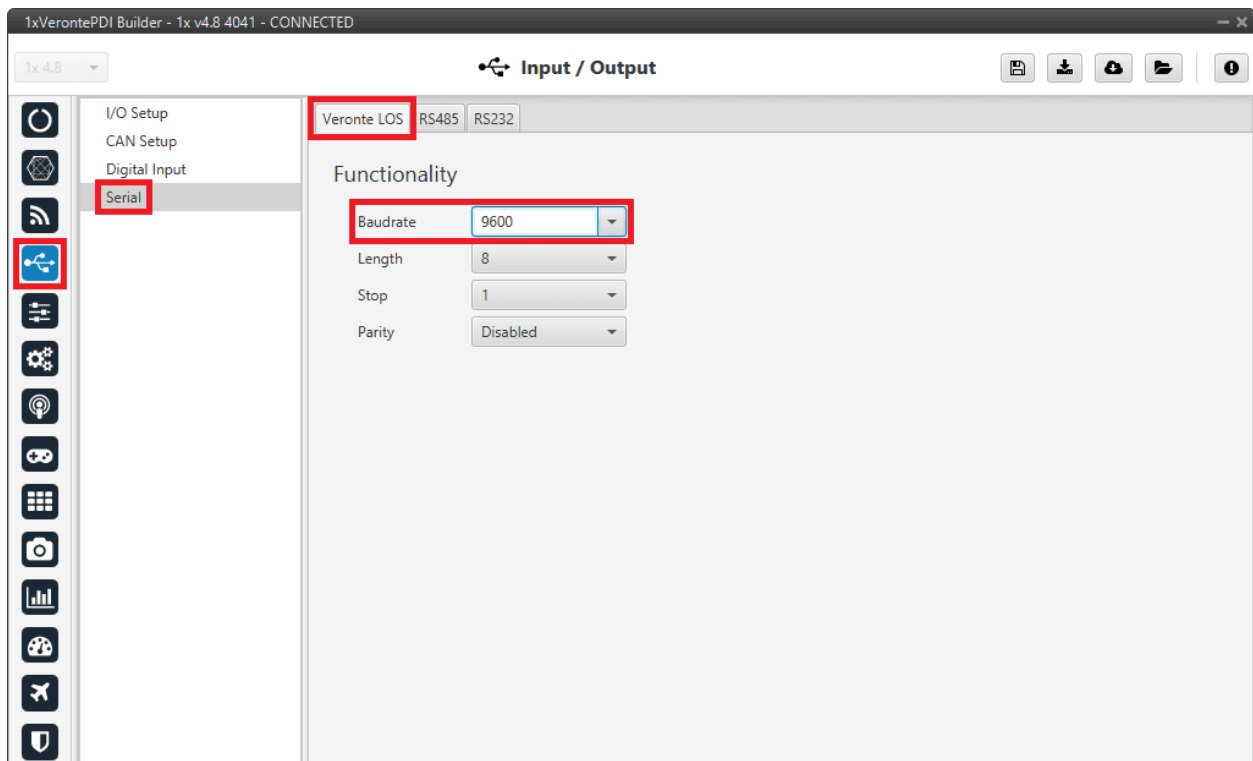 1xVerontePDI Builder - 1x v4.8 4041 - CONNECTED
1x 4.8
Input / Output
I/O Setup
CAN Setup
Digital Input
Serial
Veronte LOS RS485 RS232
Functionality
Baudrate 9600
Length 8
Stop 1
Parity Disabled